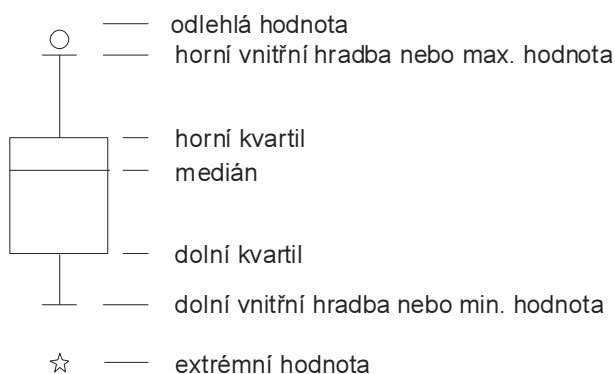 odlehlá hodnota
horní vnitřní hradba nebo max. hodnota
horní kvartil
medián
dolní kvartil
dolní vnitřní hradba nebo min. hodnota
extrémní hodnota